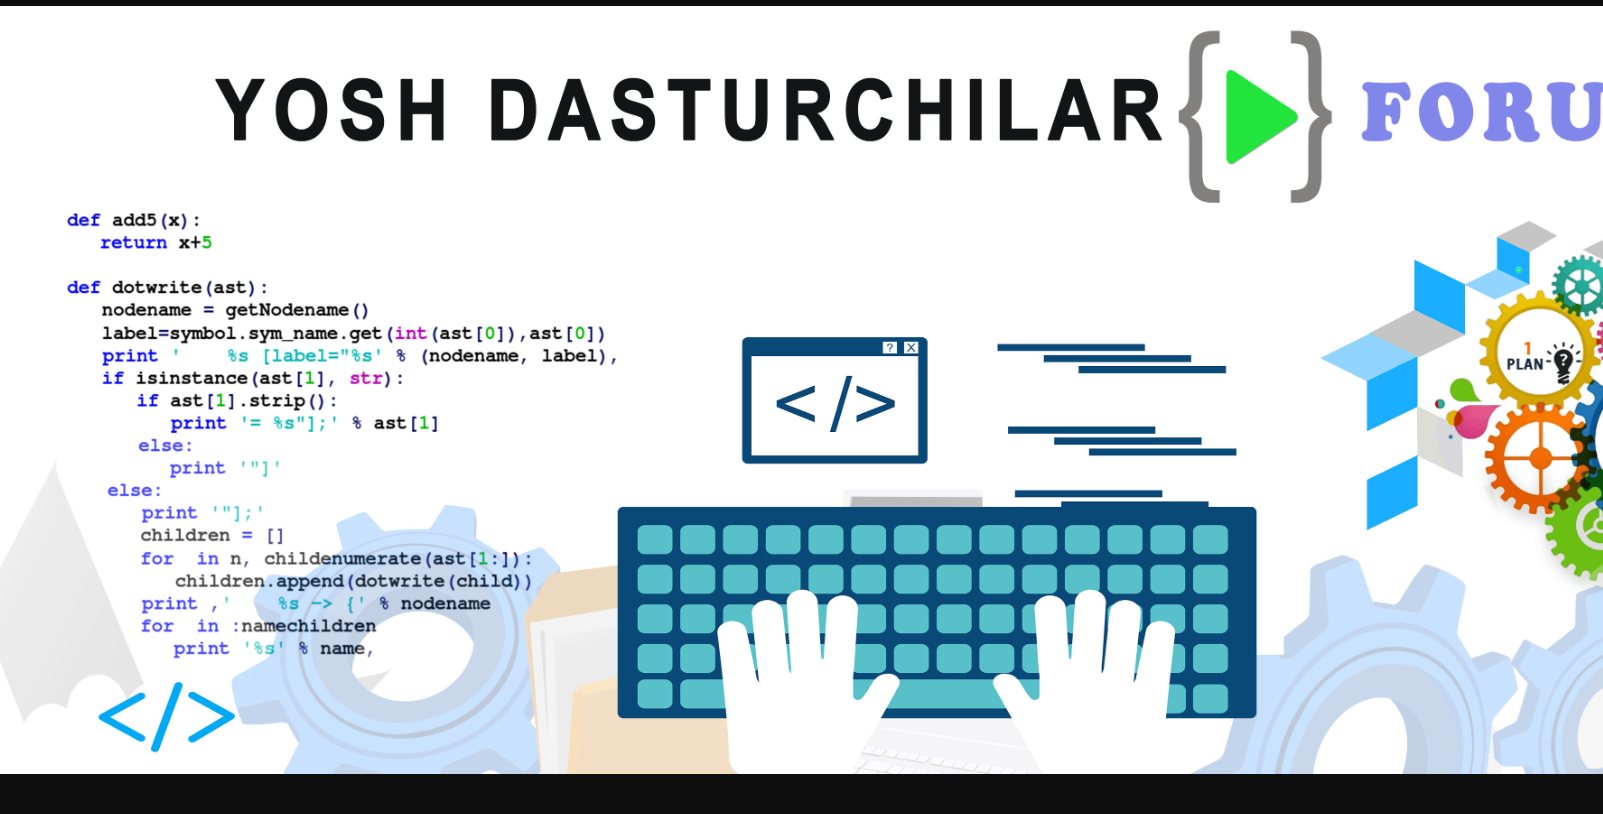 YOSH DASTURCHILAR { } FORU
def add5(x):
return x+5
def dotwrite(ast):
nodename = getNodename()
label=symbol.sym_name.get(int(ast[0]),ast[0])
print '    %s [label="%s' % (nodename, label),
if isinstance(ast[1], str):
if ast[1].strip():
print '= %s"];' % ast[1]
else:
print '"]'
else:
print '"];'
children = []
for  in n, childenumerate(ast[1:]):
children.append(dotwrite(child))
print ,'    %s -> {' % nodename
for  in :namechildren
print '%s' % name,
</>
? X
</>
1
PLAN
?